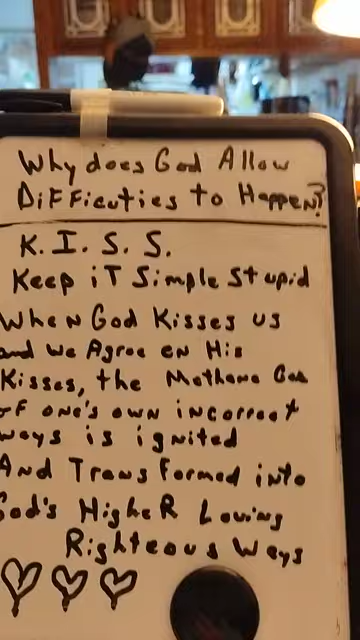 Why does God Allow
Difficuties to Happen?
K.I.S.S.
Keep iT Simple Stupid
When God Kisses us
and we Agree en His
Kisses, the Methane Gas
of one's own incorrect
ways is ignited
And Transformed into
God's Higher Loving
Righteous Ways